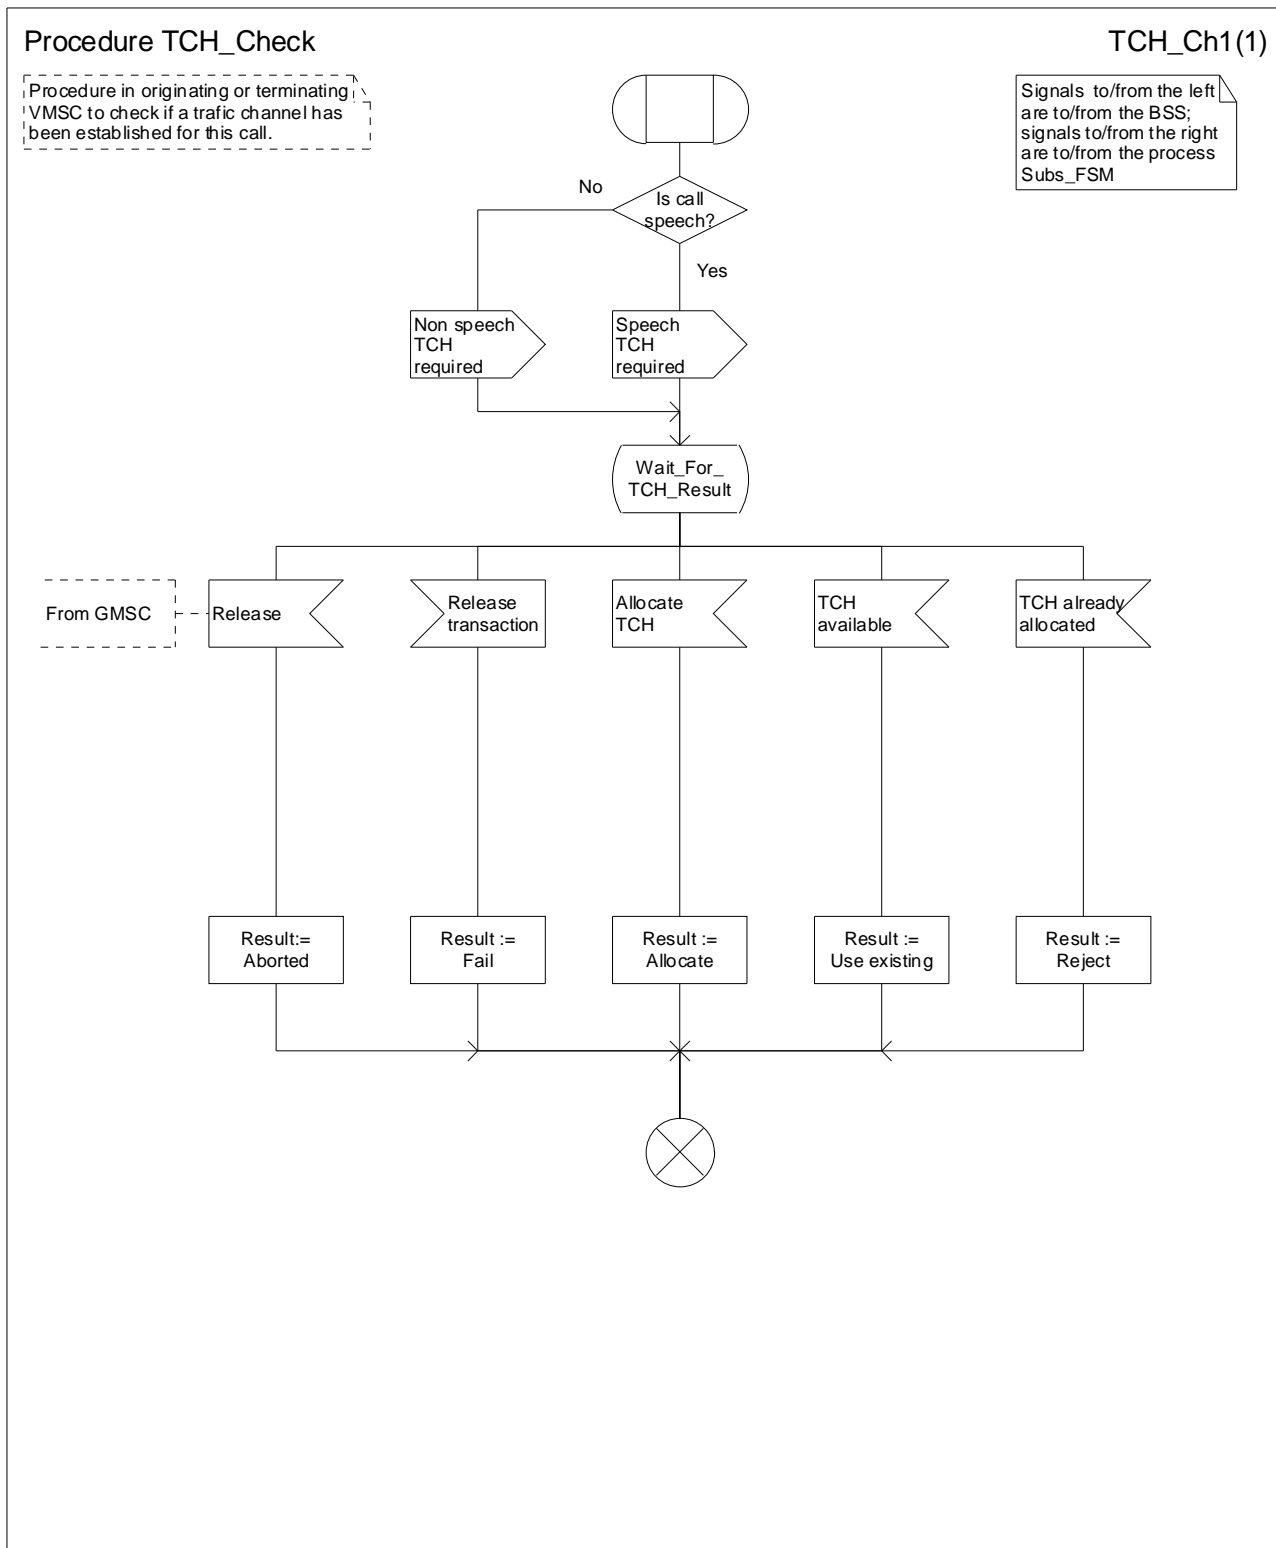 Procedure TCH_Check
TCH_Ch1(1)
Procedure in originating or terminating
VMSC to check if a trafic channel has
been established for this call.
Signals to/from the left
are to/from the BSS;
signals to/from the right
are to/from the process
Subs_FSM
Is call
speech?
No
Yes
Non speech
TCH
required
Speech
TCH
required
Wait_For_
TCH_Result
From GMSC
Release
Release
transaction
Allocate
TCH
TCH
available
TCH already
allocated
Result:=
Aborted
Result :=
Fail
Result :=
Allocate
Result :=
Use existing
Result :=
Reject